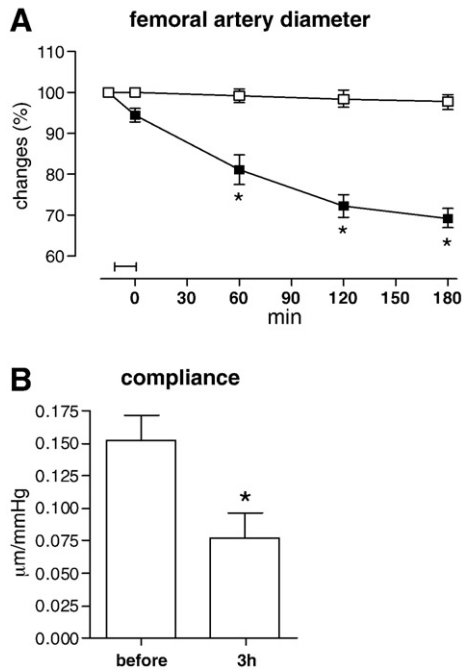 A femoral artery diameter
110
100
90
80
70
60
changes (%)
*
*
*
0 30 60 90 120 150 180
min
B compliance
0.175
0.150
0.125
0.100
0.075
0.050
0.025
0.000
μm/mmHg
*
before 3h